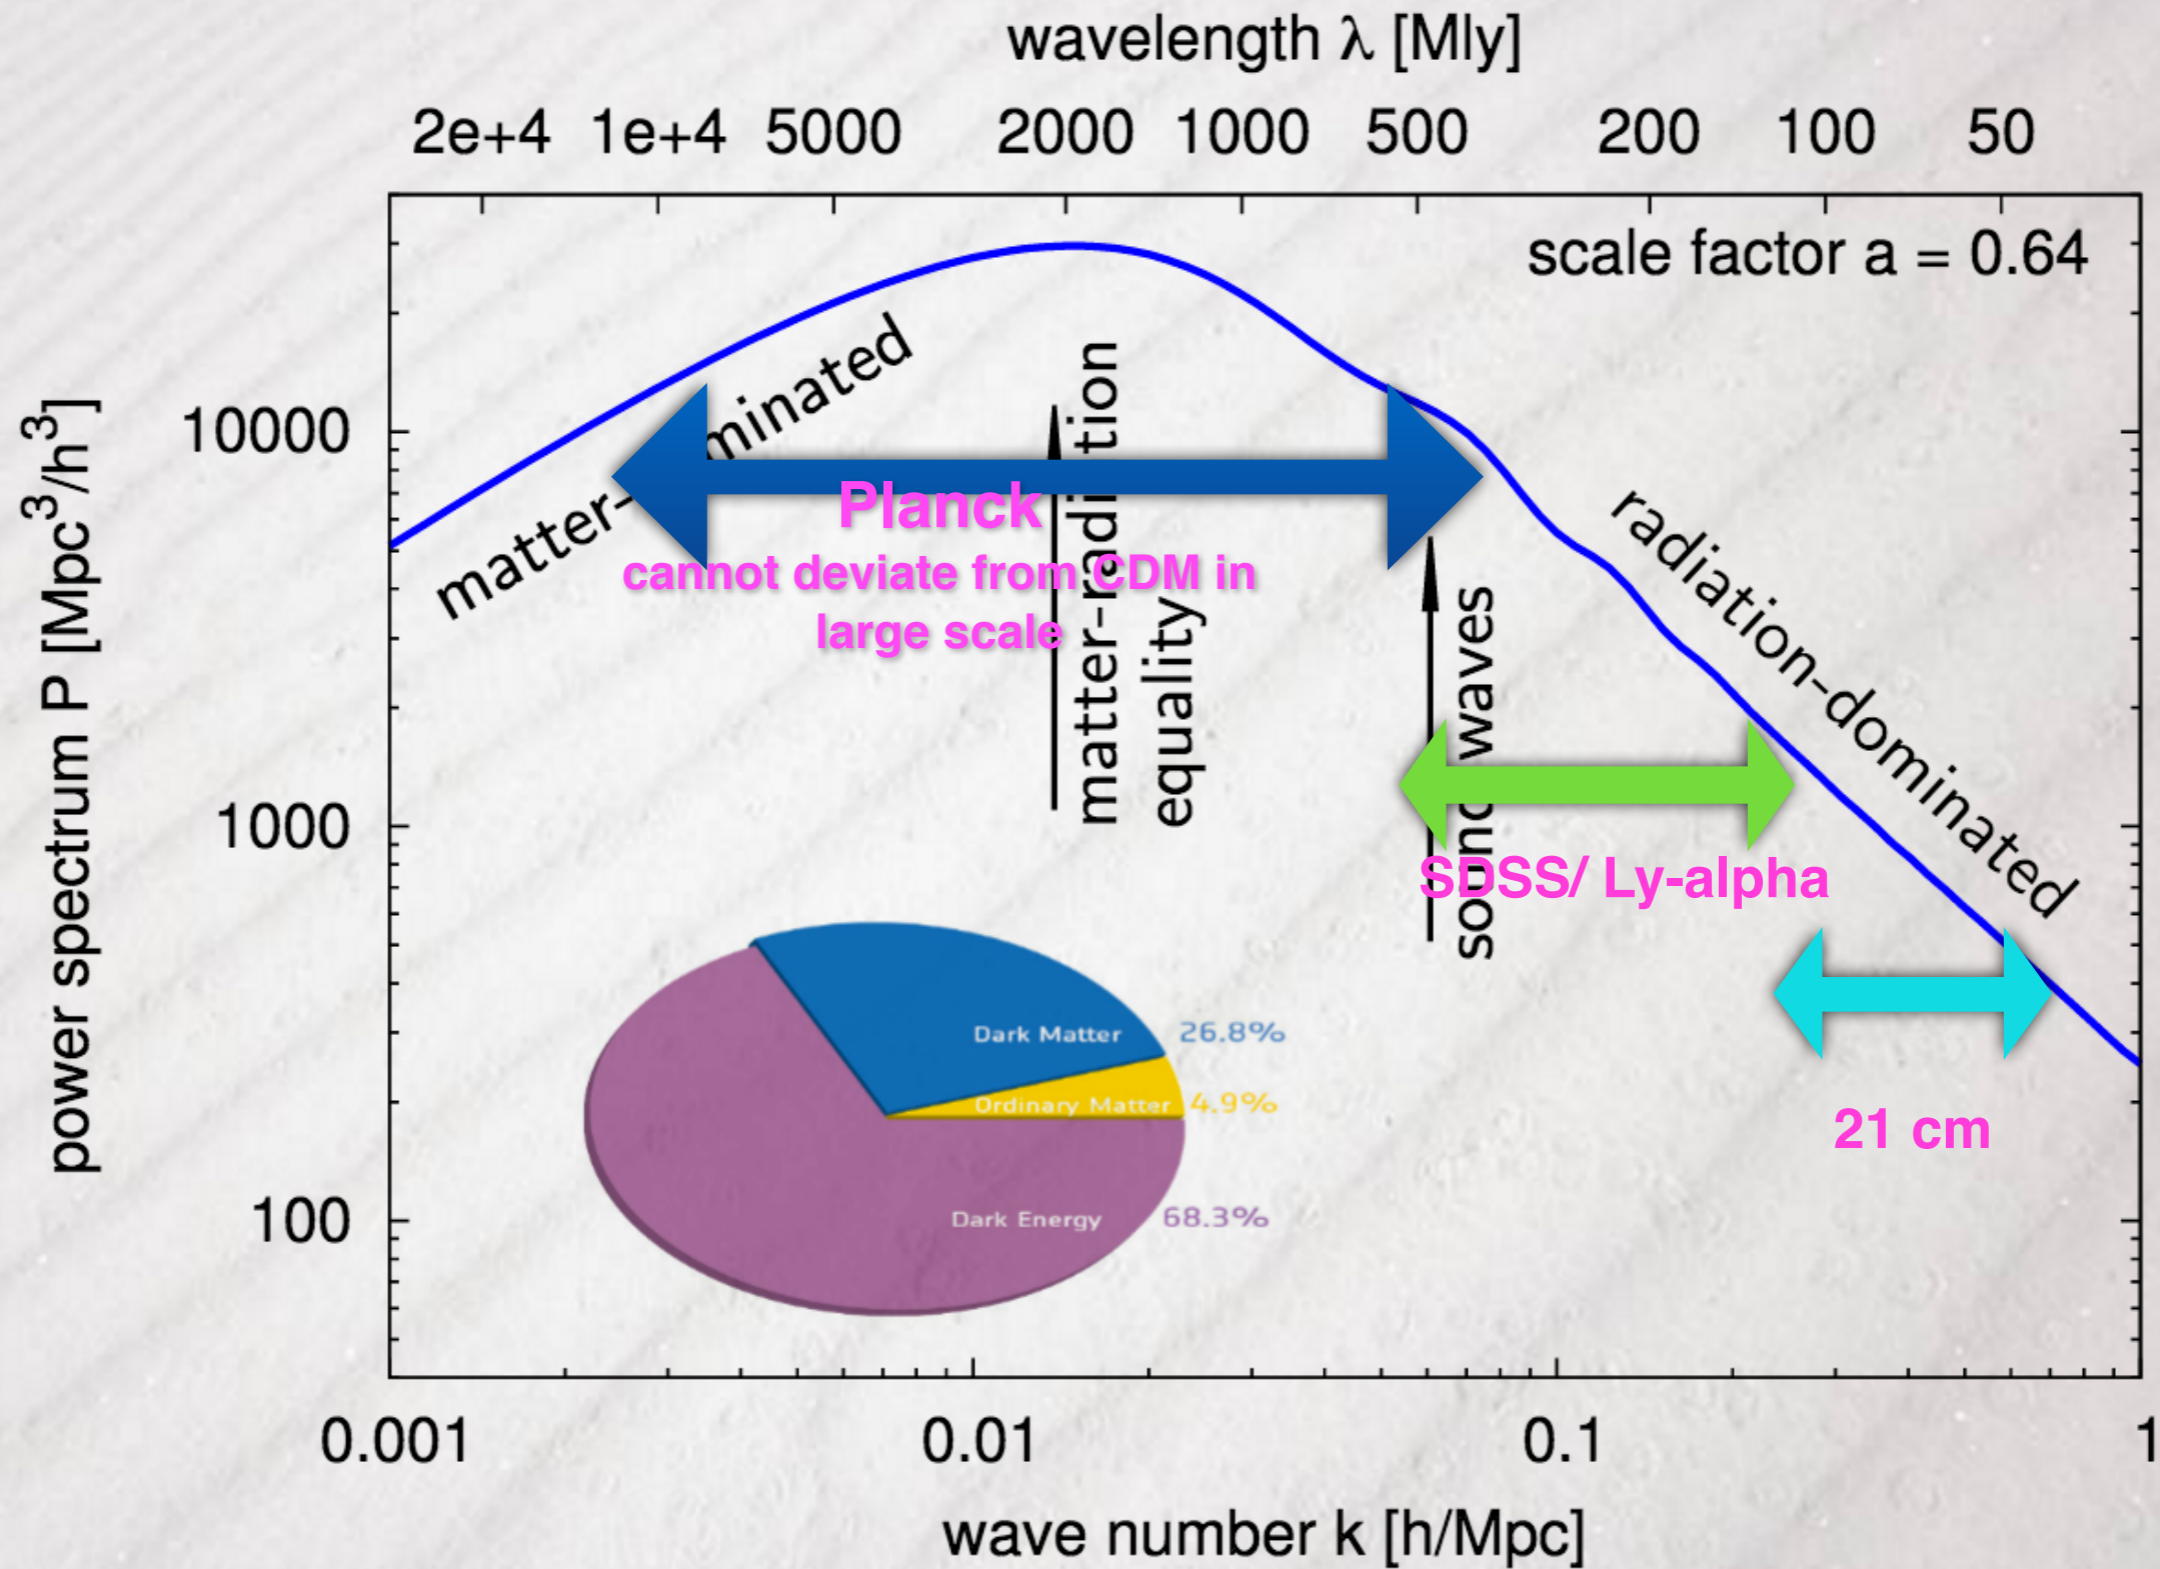 wavelength λ [Mly]
2e+4 1e+4 5000 2000 1000 500 200 100 50
scale factor a = 0.64
power spectrum P [Mpc³/h³]
10000
1000
100
matter-minated
matter-radition
equality
Planck
cannot deviate from CDM in
large scale
sound waves
radiation-dominated
SDSS/ Ly-alpha
21 cm
Dark Matter 26.8%
Ordinary Matter 4.9%
Dark Energy 68.3%
0.001 0.01 0.1 1
wave number k [h/Mpc]